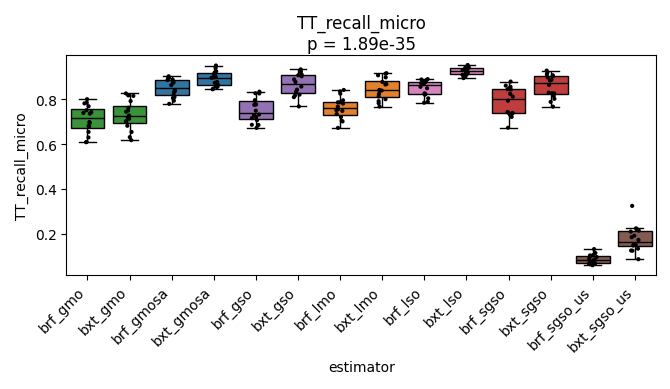 TT_recall_micro
p = 1.89e-35
TT_recall_micro
0.8
0.6
0.4
0.2
brf_gmo
bxt_gmo
brf_gmosa
bxt_gmosa
brf_gso
bxt_gso
brf_lmo
bxt_lmo
brf_lso
bxt_lso
brf_sgso
bxt_sgso
brf_sgso_us
bxt_sgso_us
estimator